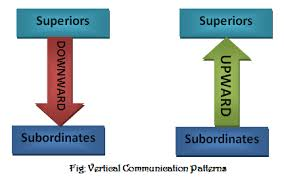 Superiors
Superiors
DOWNWARD
UPWARD
Subordinates
Subordinates
Fig: Vertical Communication Patterns